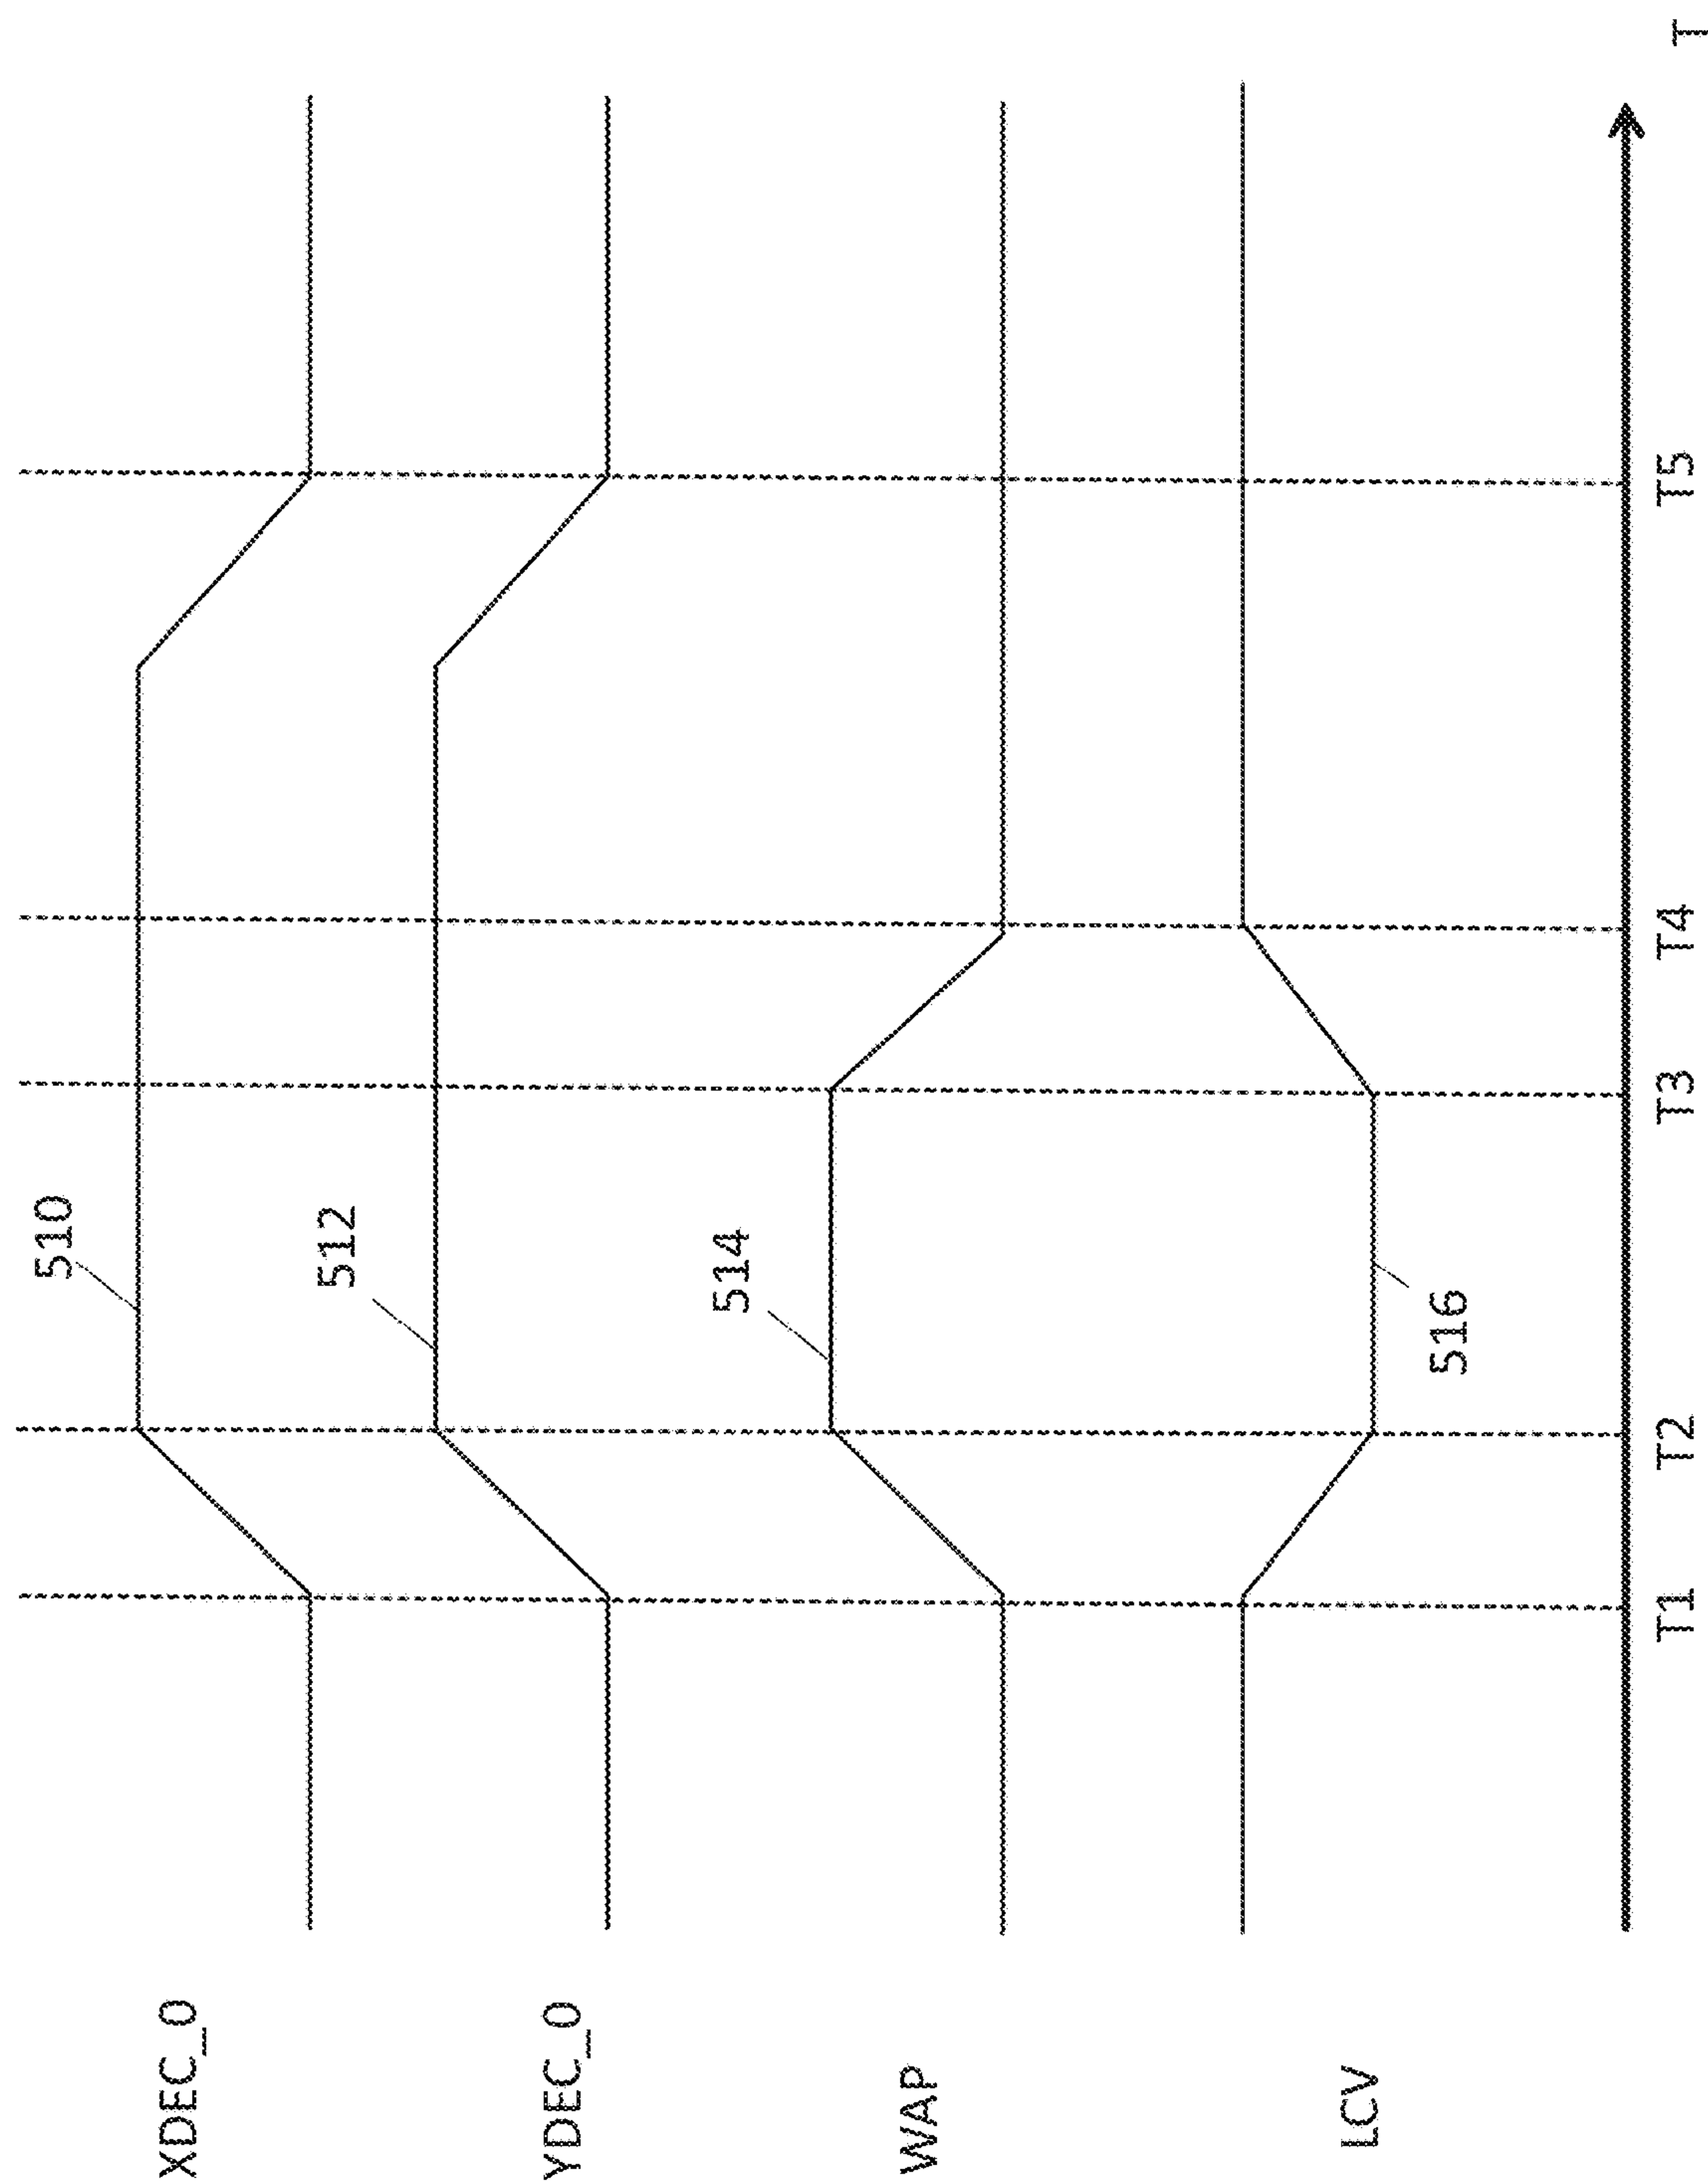 XDEC_0
510
YDEC_0
512
WAP
514
LCV
516
T1 T2 T3 T4 T5 T